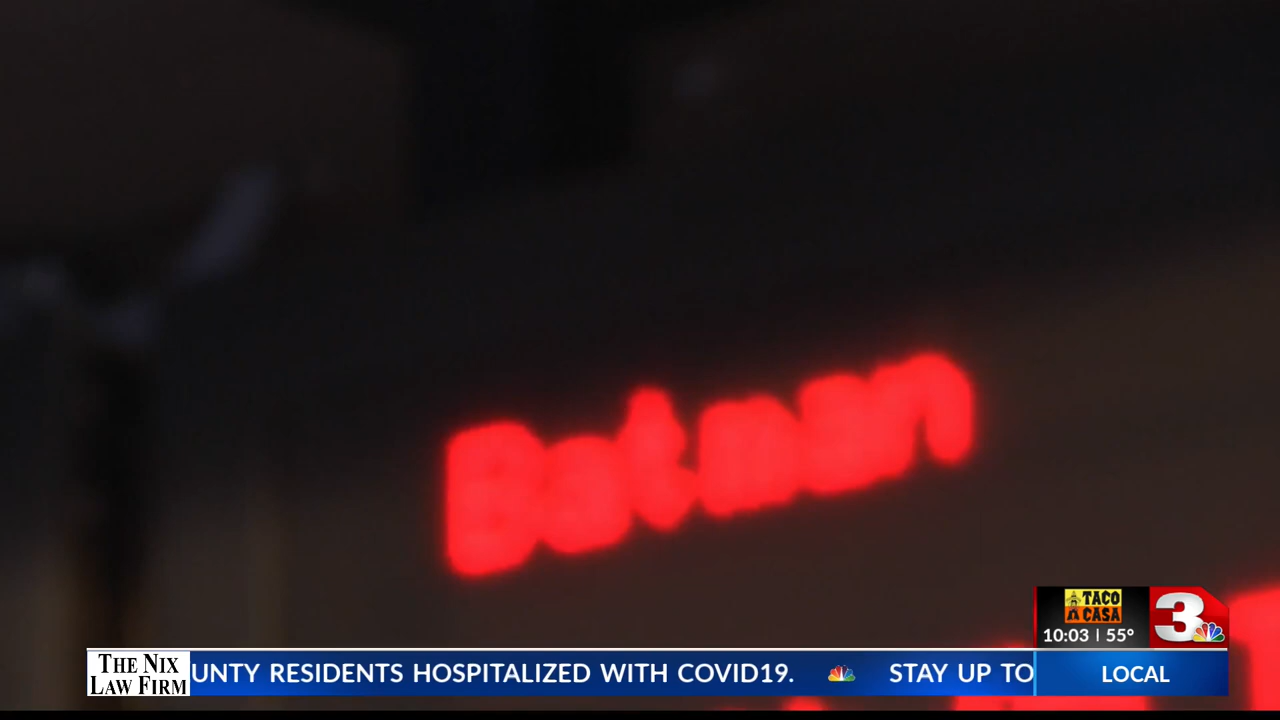 Batman
TACO
CASA
3
10:03 | 55°
THE NIX
LAW FIRM
UNTY RESIDENTS HOSPITALIZED WITH COVID19.
STAY UP TO
LOCAL